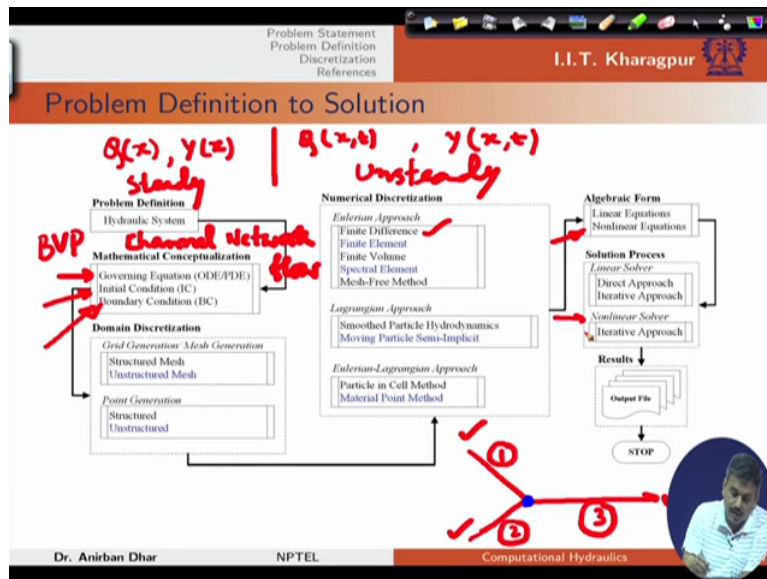 Problem Statement
Problem Definition
Discretization
References
I.I.T. Kharagpur
Problem Definition to Solution
Q(x), Y(x)
Q(x,t), Y(x,t)
Steady
Unsteady
Problem Definition
Hydraulic System
BVP
Channel Network
flow
Mathematical Conceptualization
Governing Equation (ODE/PDE)
Initial Condition (IC)
Boundary Condition (BC)
Domain Discretization
Grid Generation/ Mesh Generation
Structured Mesh
Unstructured Mesh
Point Generation
Structured
Unstructured
Numerical Discretization
Eulerian Approach
Finite Difference
Finite Element
Finite Volume
Spectral Element
Mesh-Free Method
Lagrangian Approach
Smoothed Particle Hydrodynamics
Moving Particle Semi-Implicit
Eulerian-Lagrangian Approach
Particle in Cell Method
Material Point Method
Algebraic Form
Linear Equations
Nonlinear Equations
Solution Process
Linear Solver
Direct Approach
Iterative Approach
Nonlinear Solver
Iterative Approach
Results
Output File
STOP
1
2
3
Dr. Anirban Dhar
NPTEL
Computational Hydraulics